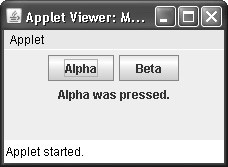 Applet Viewer: M...
Applet
Alpha Beta
Alpha was pressed.
Applet started.